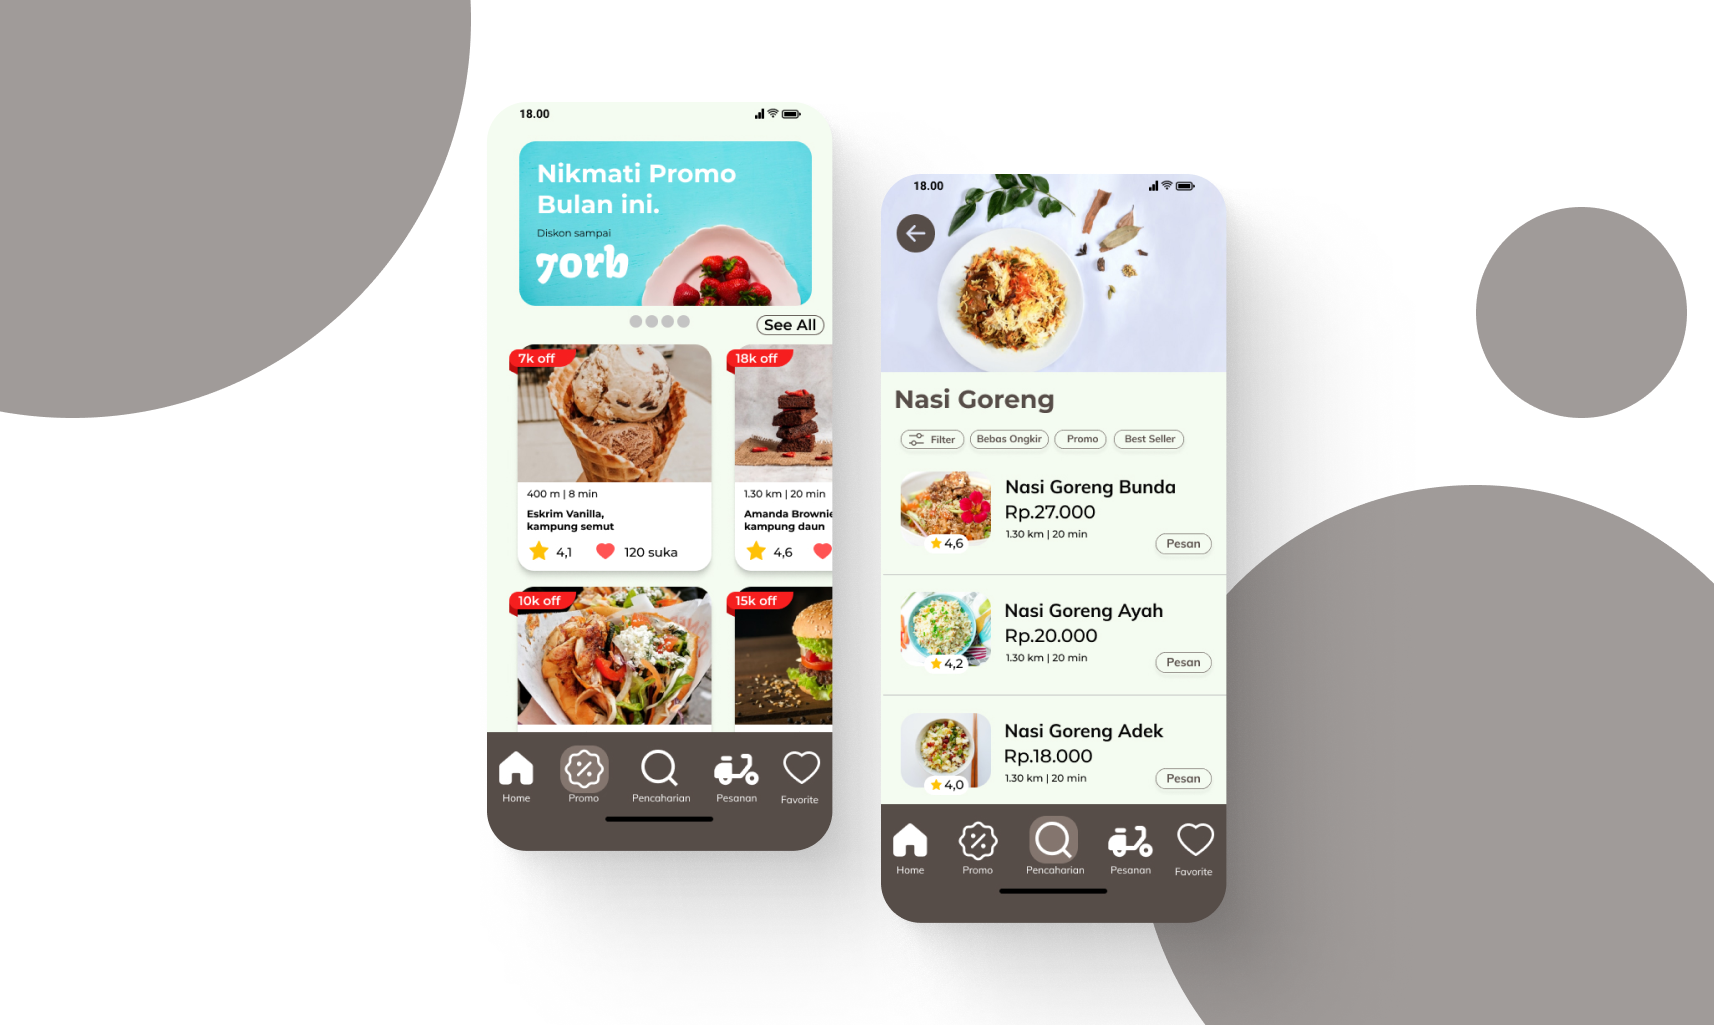 18.00
Nikmati Promo
Bulan ini.
Diskon sampai
70rb
See All
7k off
18k off
400 m | 8 min
1.30 km | 20 min
Eskrim Vanilla,
kampung semut
Amanda Brownie
kampung daun
4,1
120 suka
4,6
10k off
15k off
Home
Promo
Pencaharian
Pesanan
Favorite
18.00
Nasi Goreng
Filter
Bebas Ongkir
Promo
Best Seller
Nasi Goreng Bunda
Rp.27.000
1.30 km | 20 min
4,6
Pesan
Nasi Goreng Ayah
Rp.20.000
1.30 km | 20 min
4,2
Pesan
Nasi Goreng Adek
Rp.18.000
1.30 km | 20 min
4,0
Pesan
Home
Promo
Pencaharian
Pesanan
Favorite